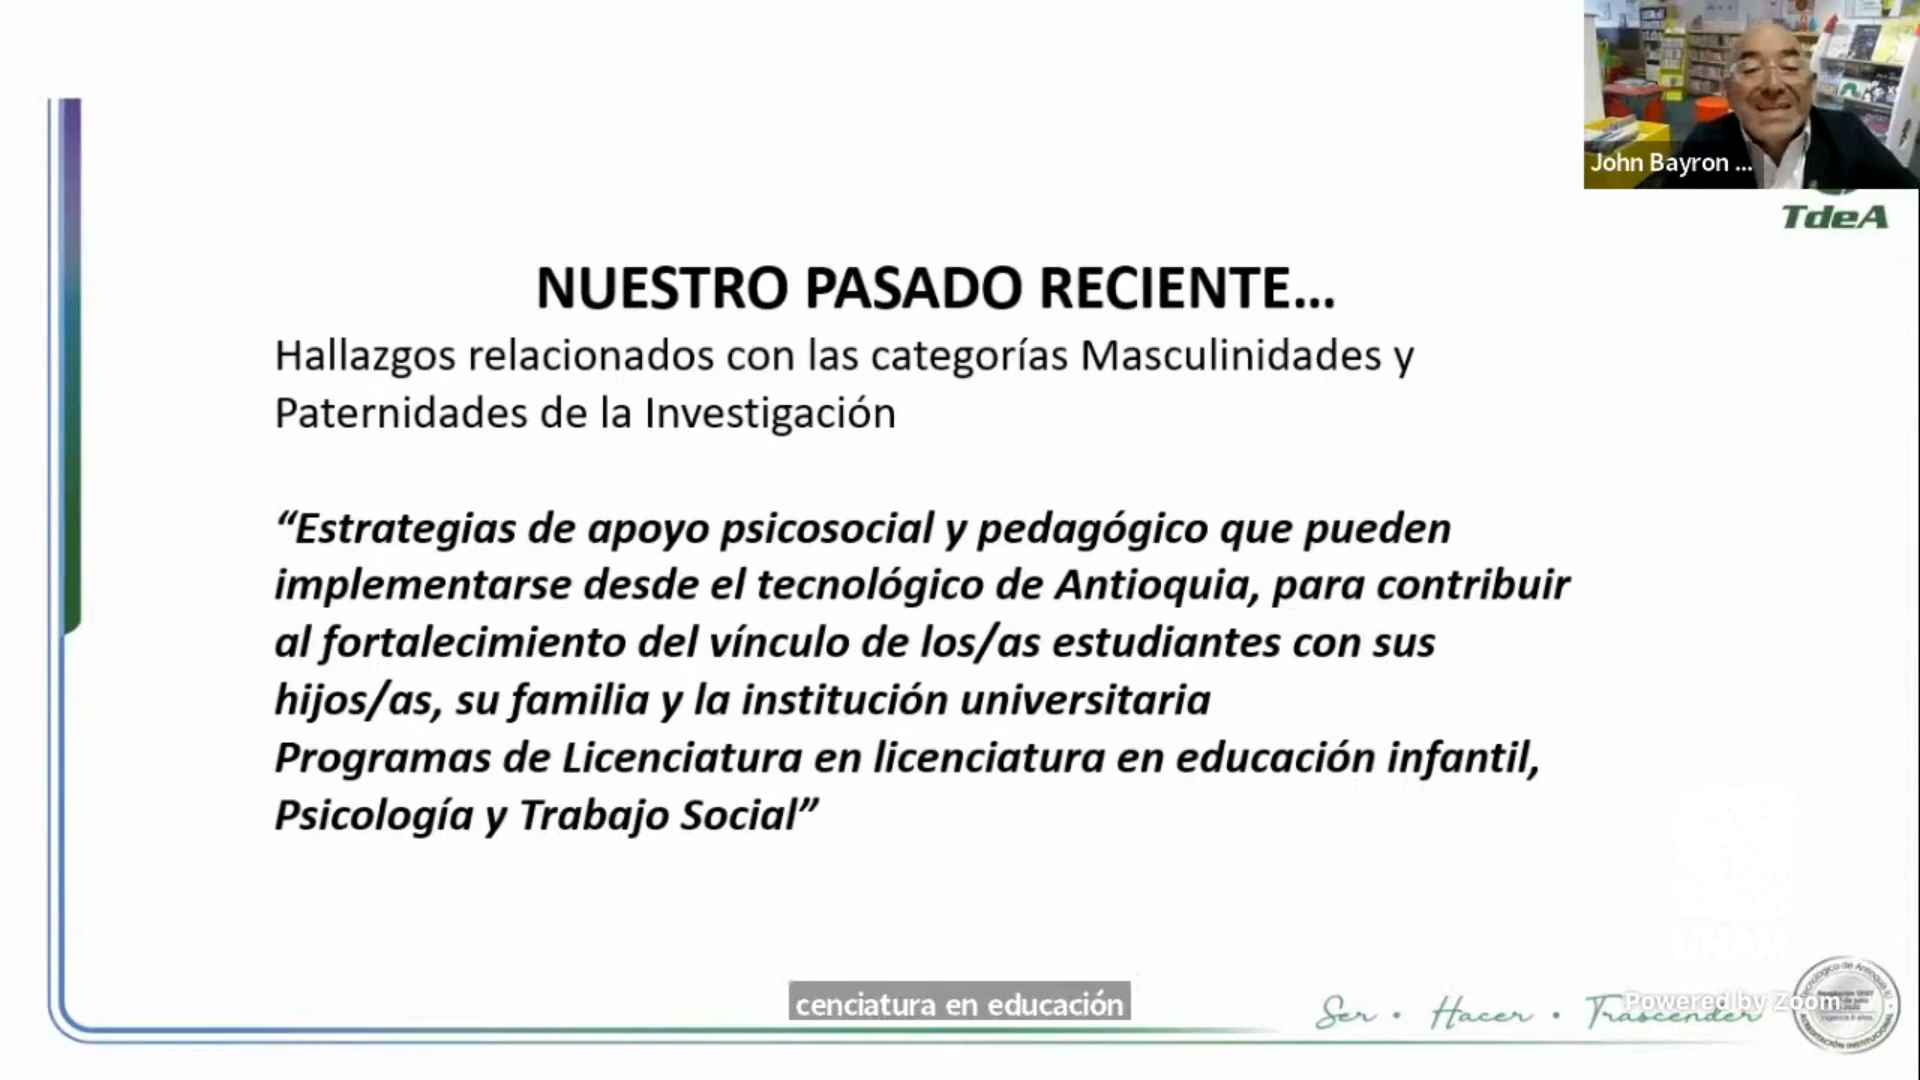 John Bayron ...
TdeA
NUESTRO PASADO RECIENTE...
Hallazgos relacionados con las categorías Masculinidades y
Paternidades de la Investigación
“Estrategias de apoyo psicosocial y pedagógico que pueden
implementarse desde el tecnológico de Antioquia, para contribuir
al fortalecimiento del vínculo de los/as estudiantes con sus
hijos/as, su familia y la institución universitaria
Programas de Licenciatura en licenciatura en educación infantil,
Psicología y Trabajo Social”
cenciatura en educación
Ser • Hacer • Trascender
Powered by Zoom